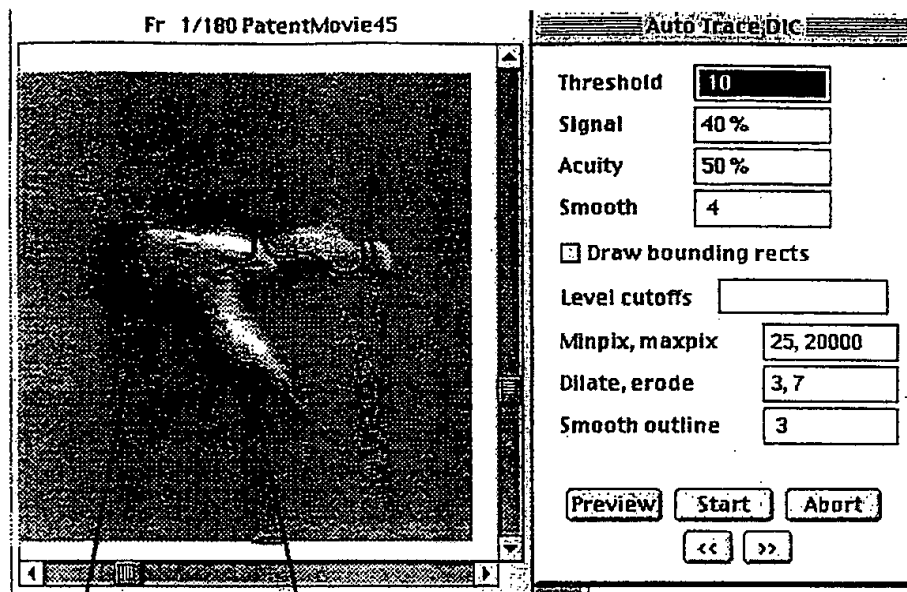 Fr 1/180 PatentMovie45
Auto Trace DIC
Threshold 10
Signal 40%
Acuity 50%
Smooth 4
Draw bounding rects
Level cutoffs
Minpix, maxpix 25, 20000
Dilate, erode 3, 7
Smooth outline 3
Preview Start Abort
<< >>